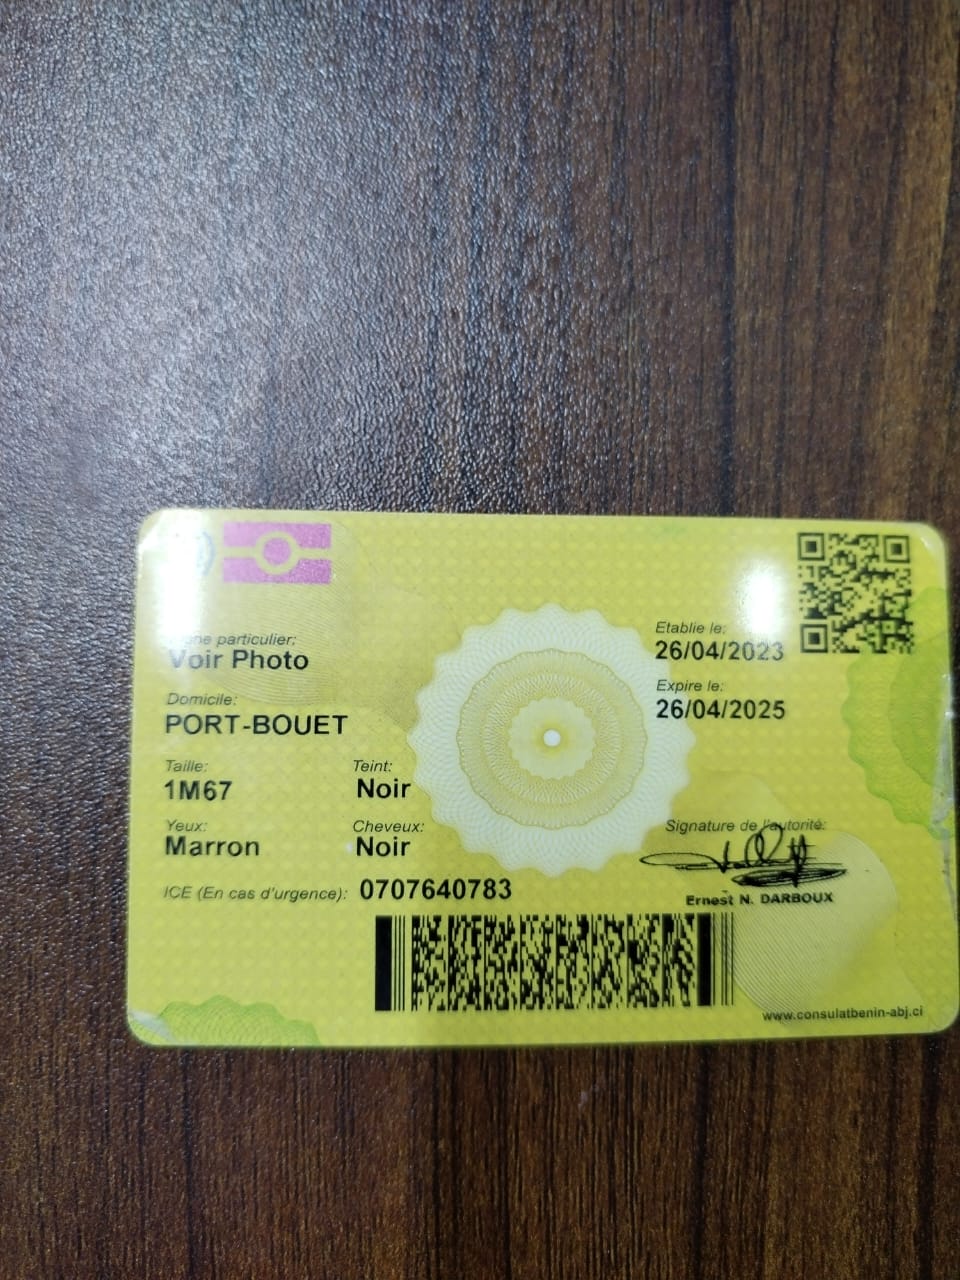 particulier:
Voir Photo
Domicile:
PORT-BOUET
Taille:
1M67
Teint:
Noir
Yeux:
Marron
Cheveux:
Noir
ICE (En cas d'urgence): 0707640783
Etablie le:
26/04/2023
Expire le:
26/04/2025
Signature de l'autorité:
Ernest N. DARBOUX
www.consulatbenin-abj.ci